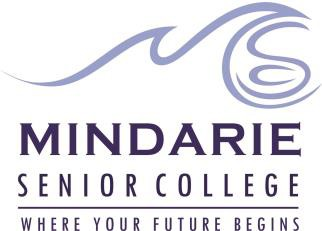 MINDARIE
SENIOR COLLEGE
WHERE YOUR FUTURE BEGINS